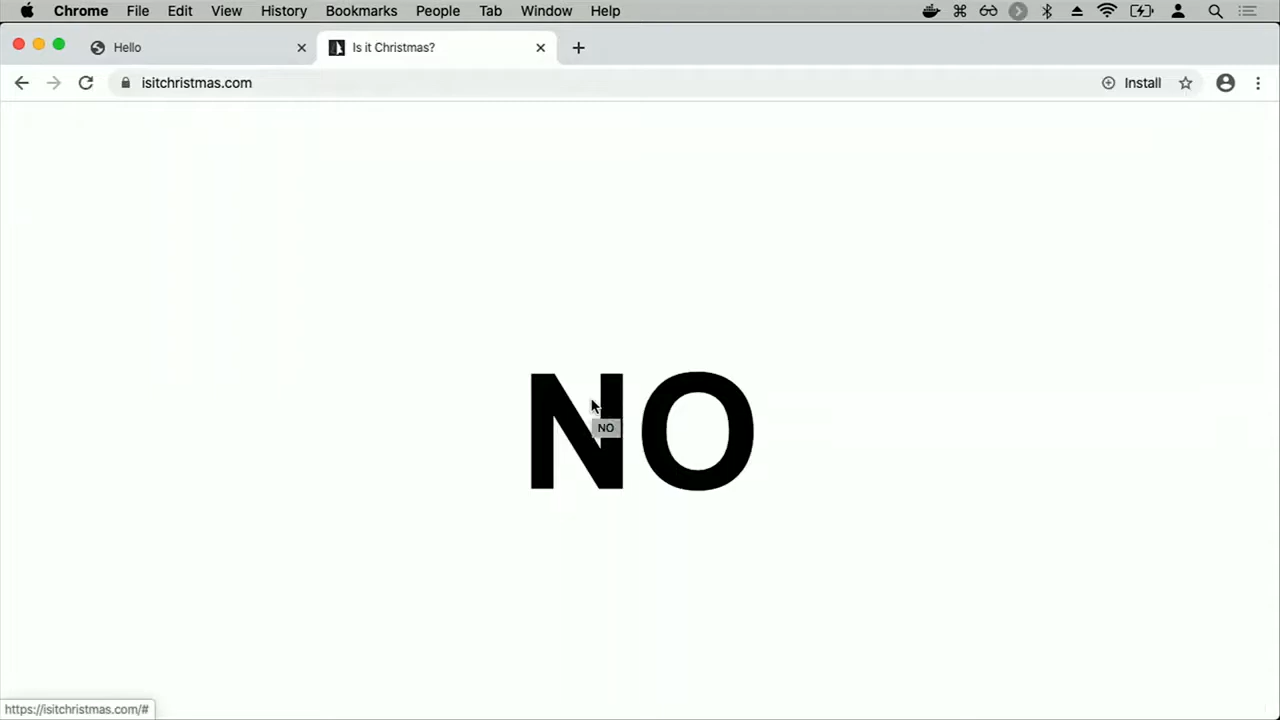 Chrome File Edit View History Bookmarks People Tab Window Help
Hello
Is it Christmas?
isitchristmas.com
Install
NO
NO
https://isitchristmas.com/#